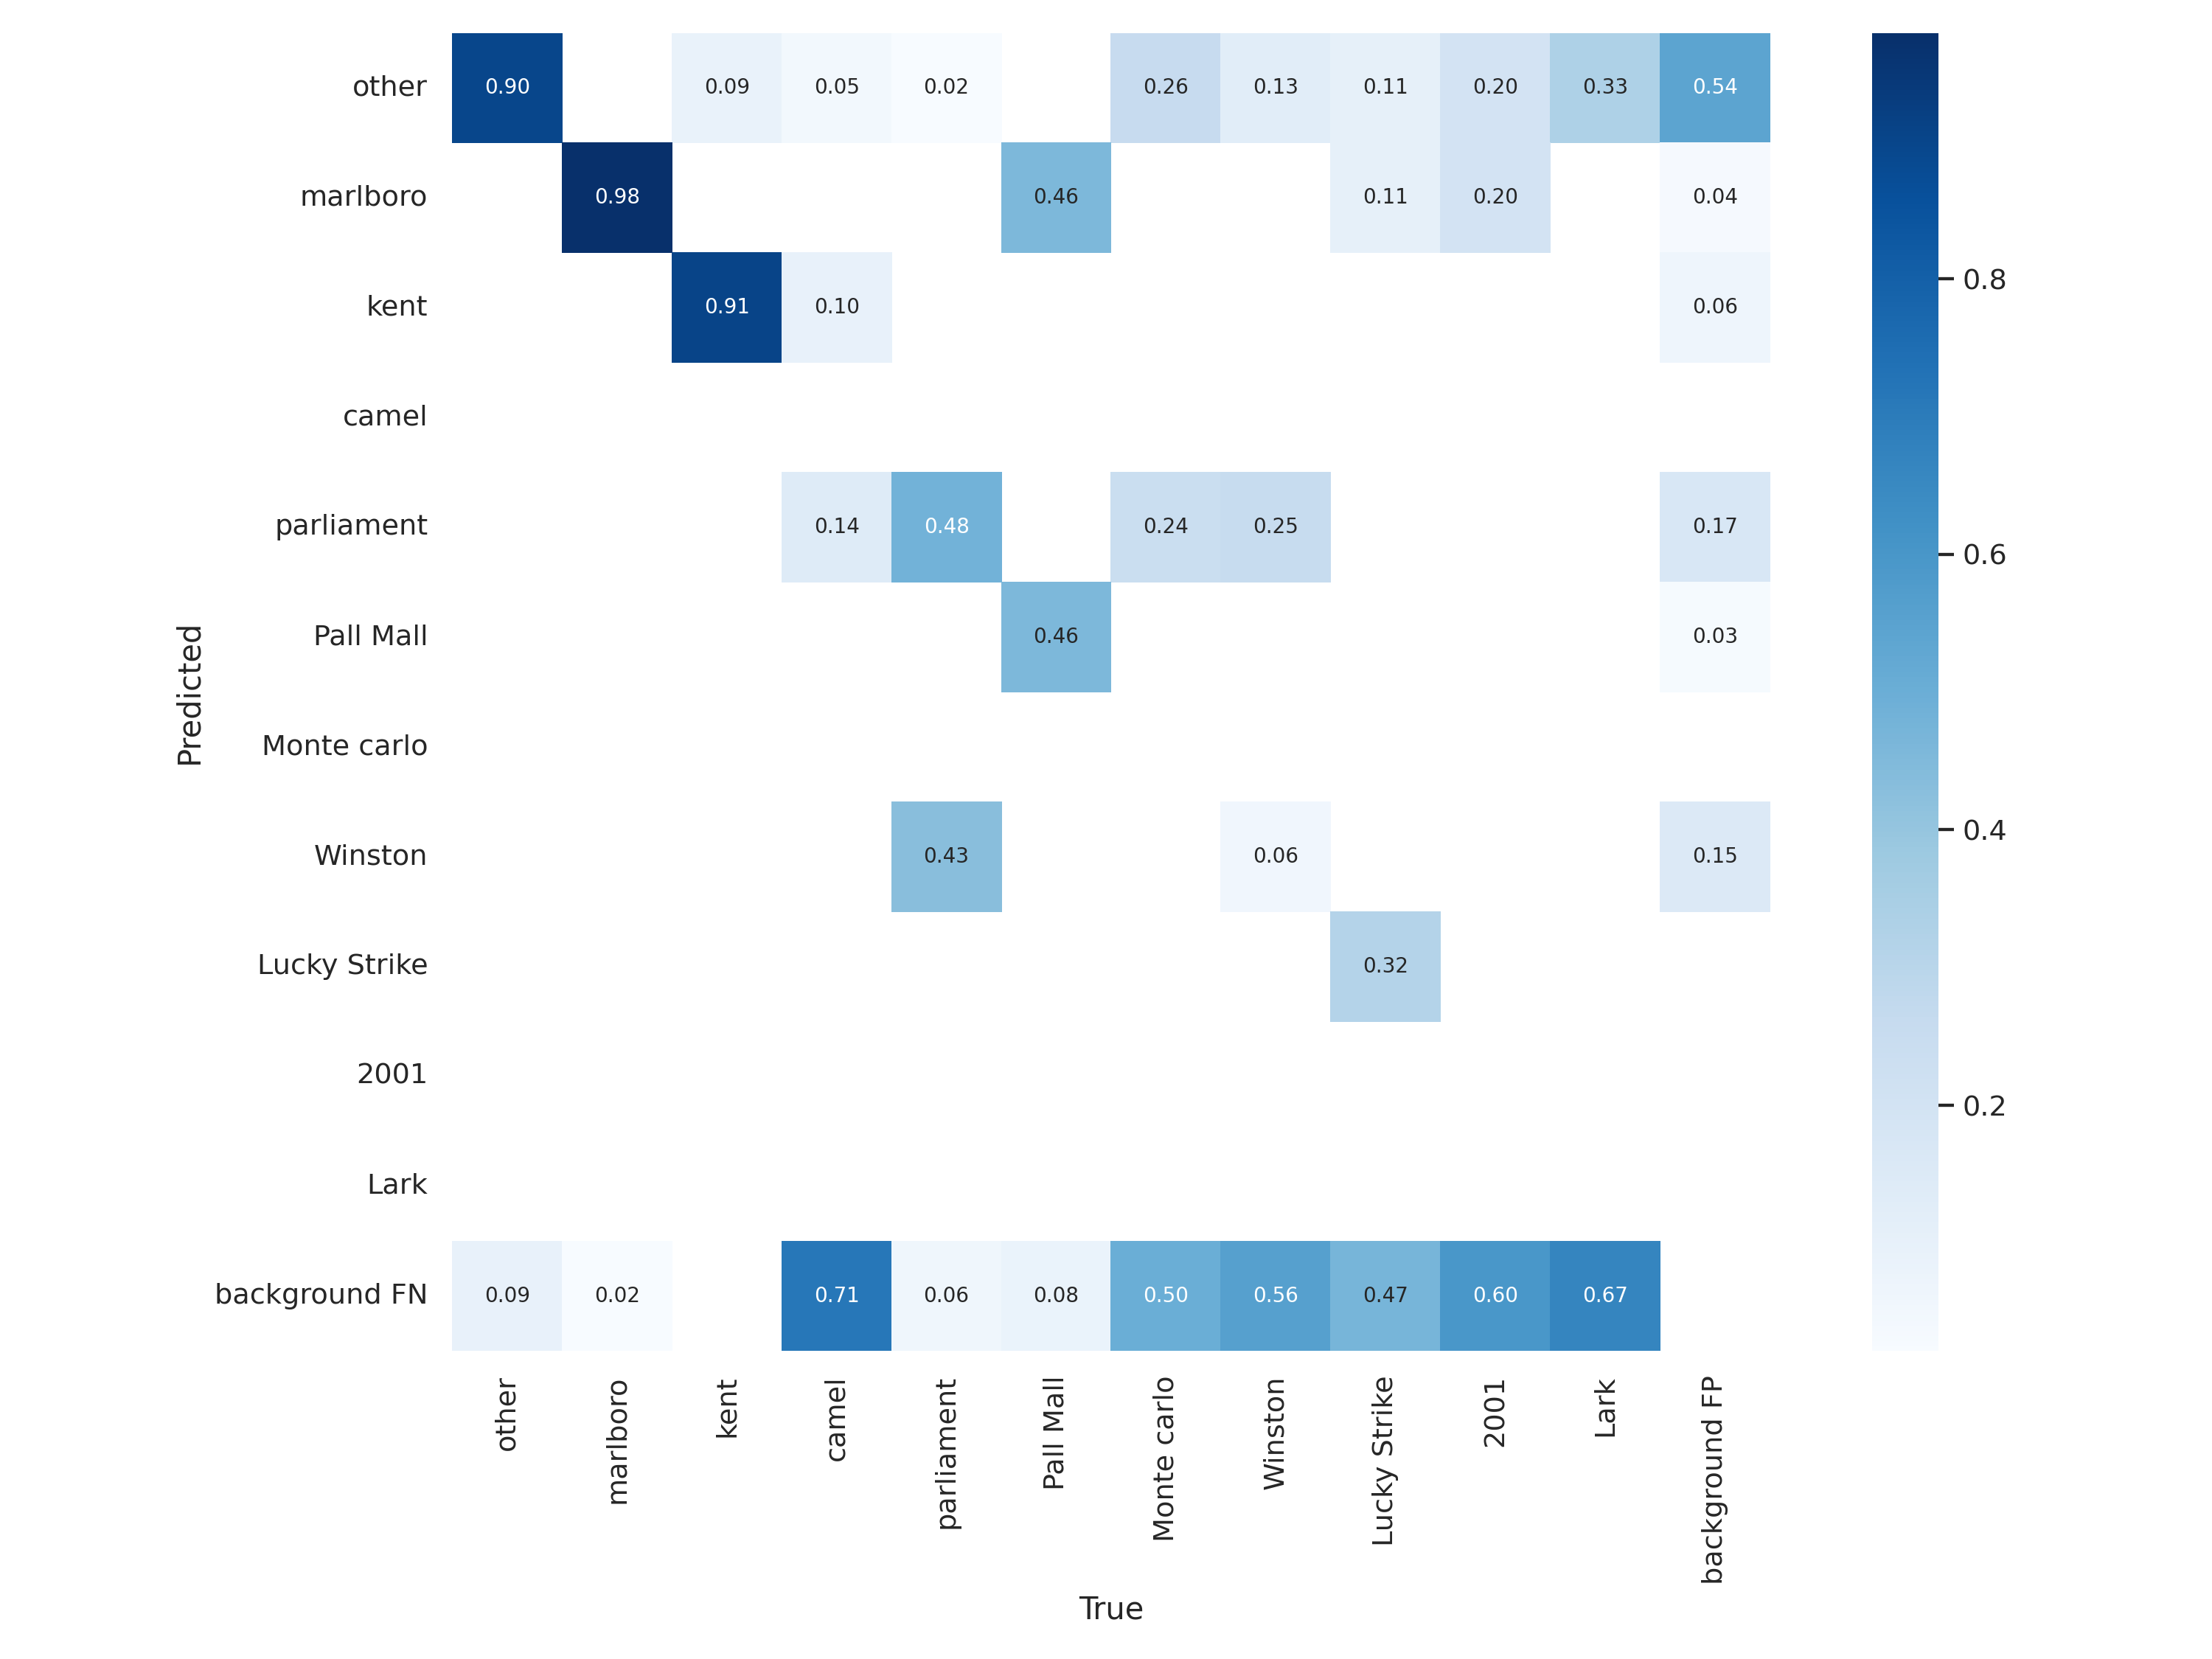 other 0.90 0.09 0.05 0.02 0.26 0.13 0.11 0.20 0.33 0.54
marlboro 0.98 0.46 0.11 0.20 0.04
kent 0.91 0.10 0.06
0.8
camel
parliament 0.14 0.48 0.24 0.25 0.17
0.6
Pall Mall 0.46 0.03
Predicted
Monte carlo
Winston 0.43 0.06 0.15
0.4
Lucky Strike 0.32
2001
0.2
Lark
background FN 0.09 0.02 0.71 0.06 0.08 0.50 0.56 0.47 0.60 0.67
other marlboro kent camel parliament Pall Mall Monte carlo Winston Lucky Strike 2001 Lark background FP
True